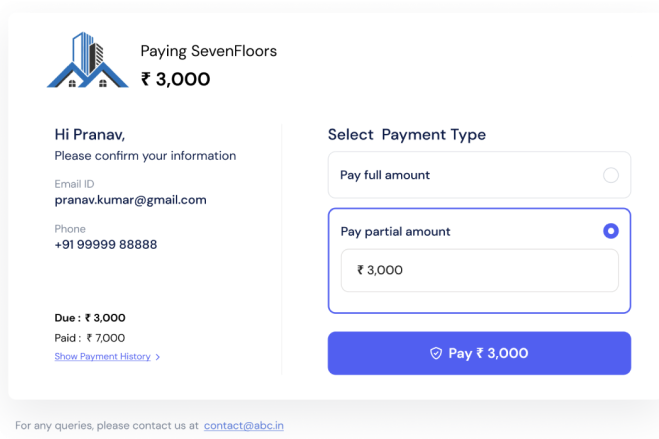 Paying SevenFloors
₹ 3,000
Hi Pranav,
Please confirm your information
Email ID
pranav.kumar@gmail.com
Phone
+91 99999 88888
Due : ₹ 3,000
Paid : ₹ 7,000
Show Payment History >
Select Payment Type
Pay full amount
Pay partial amount
₹ 3,000
Pay ₹ 3,000
For any queries, please contact us at contact@abc.in